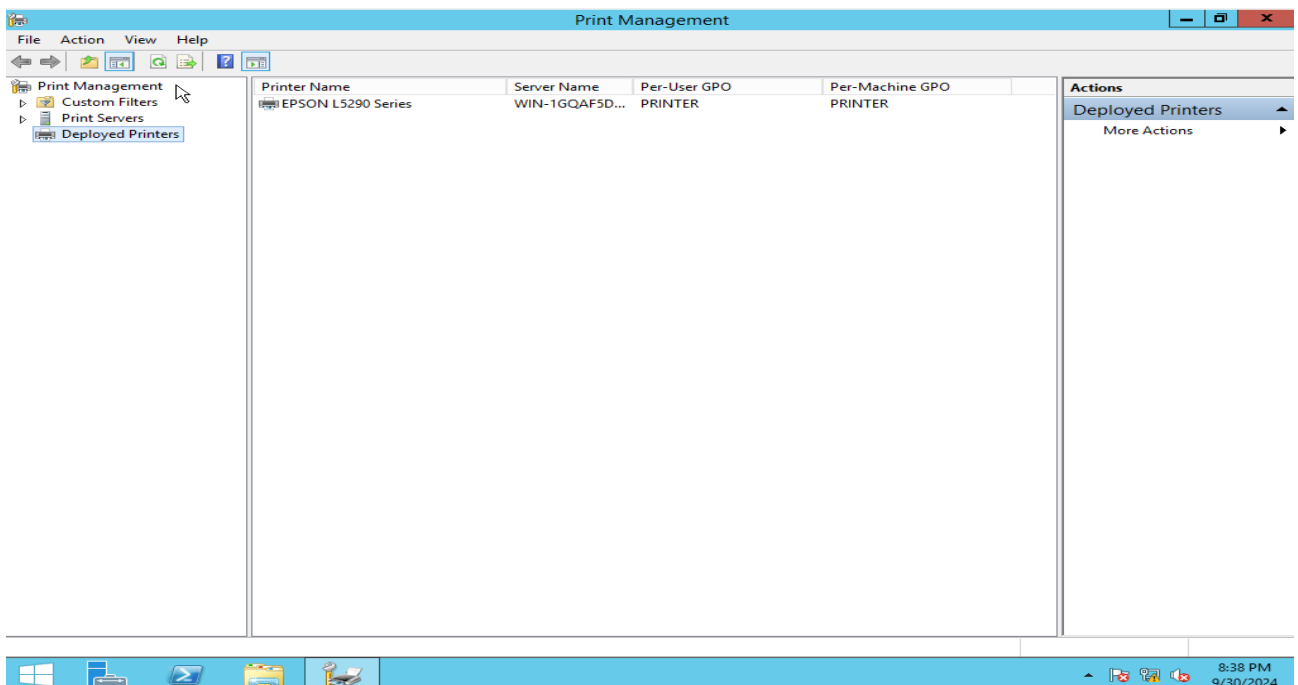 Print Management
File Action View Help
Print Management
Custom Filters
Print Servers
Deployed Printers
Printer Name Server Name Per-User GPO Per-Machine GPO
EPSON L5290 Series WIN-1GQAF5D... PRINTER PRINTER
Actions
Deployed Printers
More Actions
8:38 PM
9/30/2024